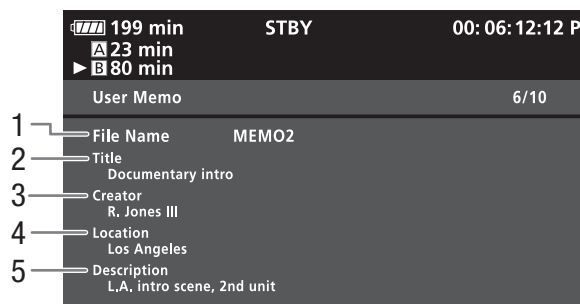 199 min STBY 00:06:12:12 P
A 23 min
▶ B 80 min
User Memo 6/10
1 File Name MEMO2
2 Title
Documentary intro
3 Creator
R. Jones III
4 Location
Los Angeles
5 Description
L.A. intro scene, 2nd unit